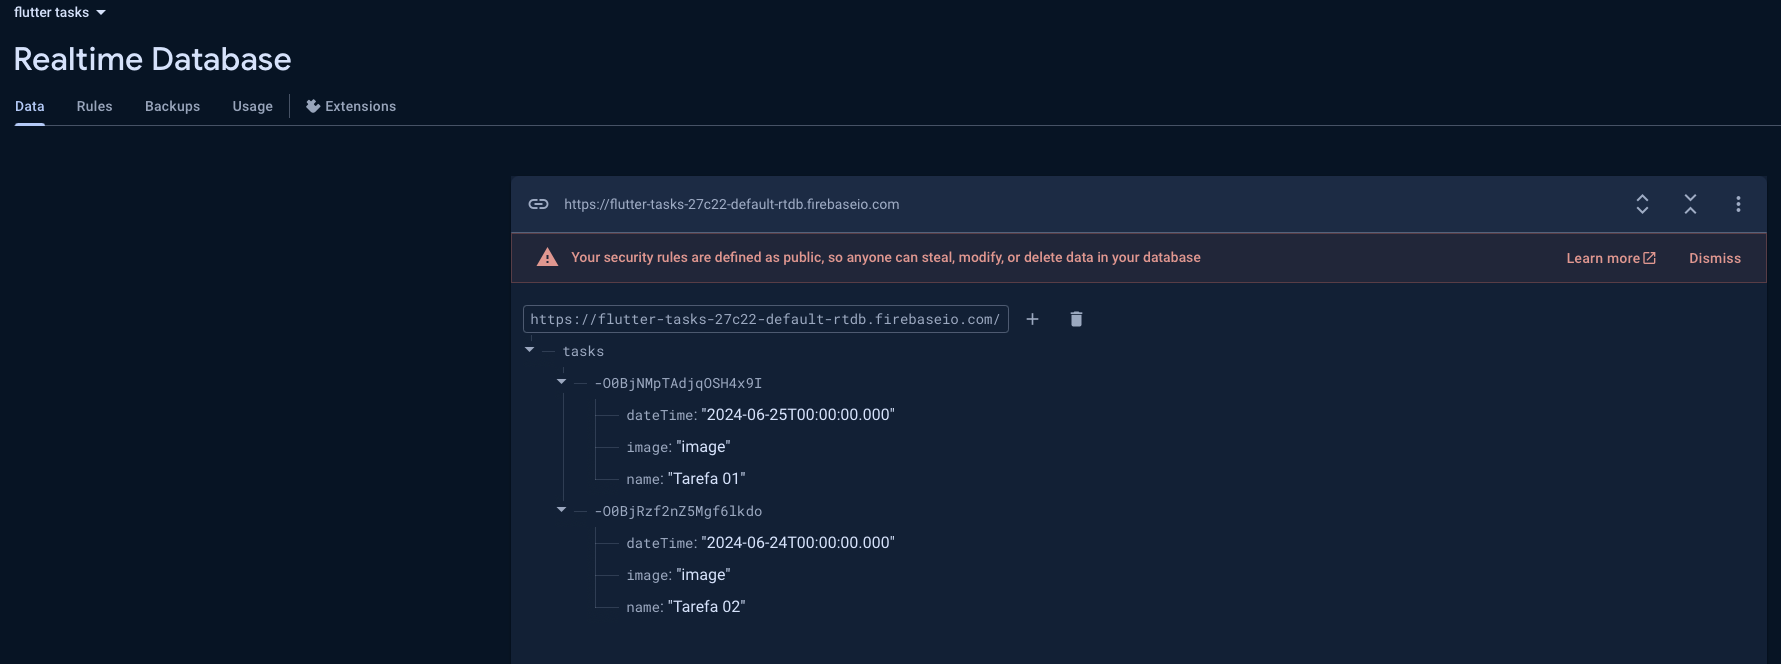 flutter tasks
Realtime Database
Data Rules Backups Usage Extensions
https://flutter-tasks-27c22-default-rtdb.firebaseio.com
Your security rules are defined as public, so anyone can steal, modify, or delete data in your database Learn more Dismiss
https://flutter-tasks-27c22-default-rtdb.firebaseio.com/
tasks
-O0BjNMpTAdjqOSH4x9I
dateTime: "2024-06-25T00:00:00.000"
image: "image"
name: "Tarefa 01"
-O0BjRzf2nZ5Mgf6lkdo
dateTime: "2024-06-24T00:00:00.000"
image: "image"
name: "Tarefa 02"